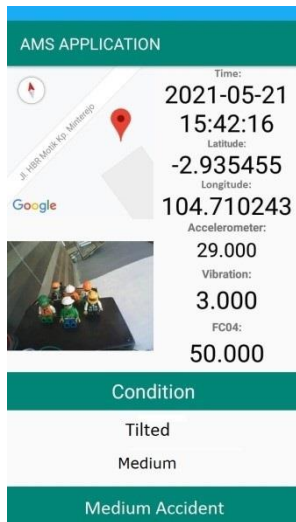 AMS APPLICATION
Jl. HBR Motik Kp. Minterejo
Google
Time:
2021-05-21
15:42:16
Latitude:
-2.935455
Longitude:
104.710243
Accelerometer:
29.000
Vibration:
3.000
FC04:
50.000
Condition
Tilted
Medium
Medium Accident